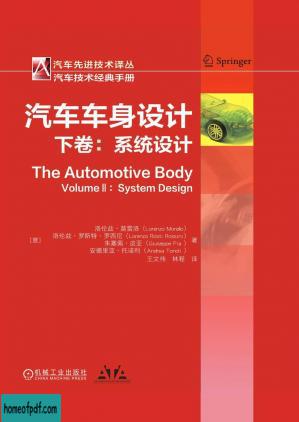 汽车先进技术译丛
汽车技术经典手册
Springer
汽车车身设计
下卷：系统设计
The Automotive Body
Volume Ⅱ: System Design
洛伦兹·莫雷洛 (Lorenzo Morello)
[意] 洛伦兹·罗斯特·罗西尼 (Lorenzo Rosti Rossini) 著
朱塞佩·皮亚 (Giuseppe Pia)
安德里亚·托诺利 (Andrea Tonoli)
王文伟 林程 译
机械工业出版社
CHINA MACHINE PRESS
homeofpdf.com